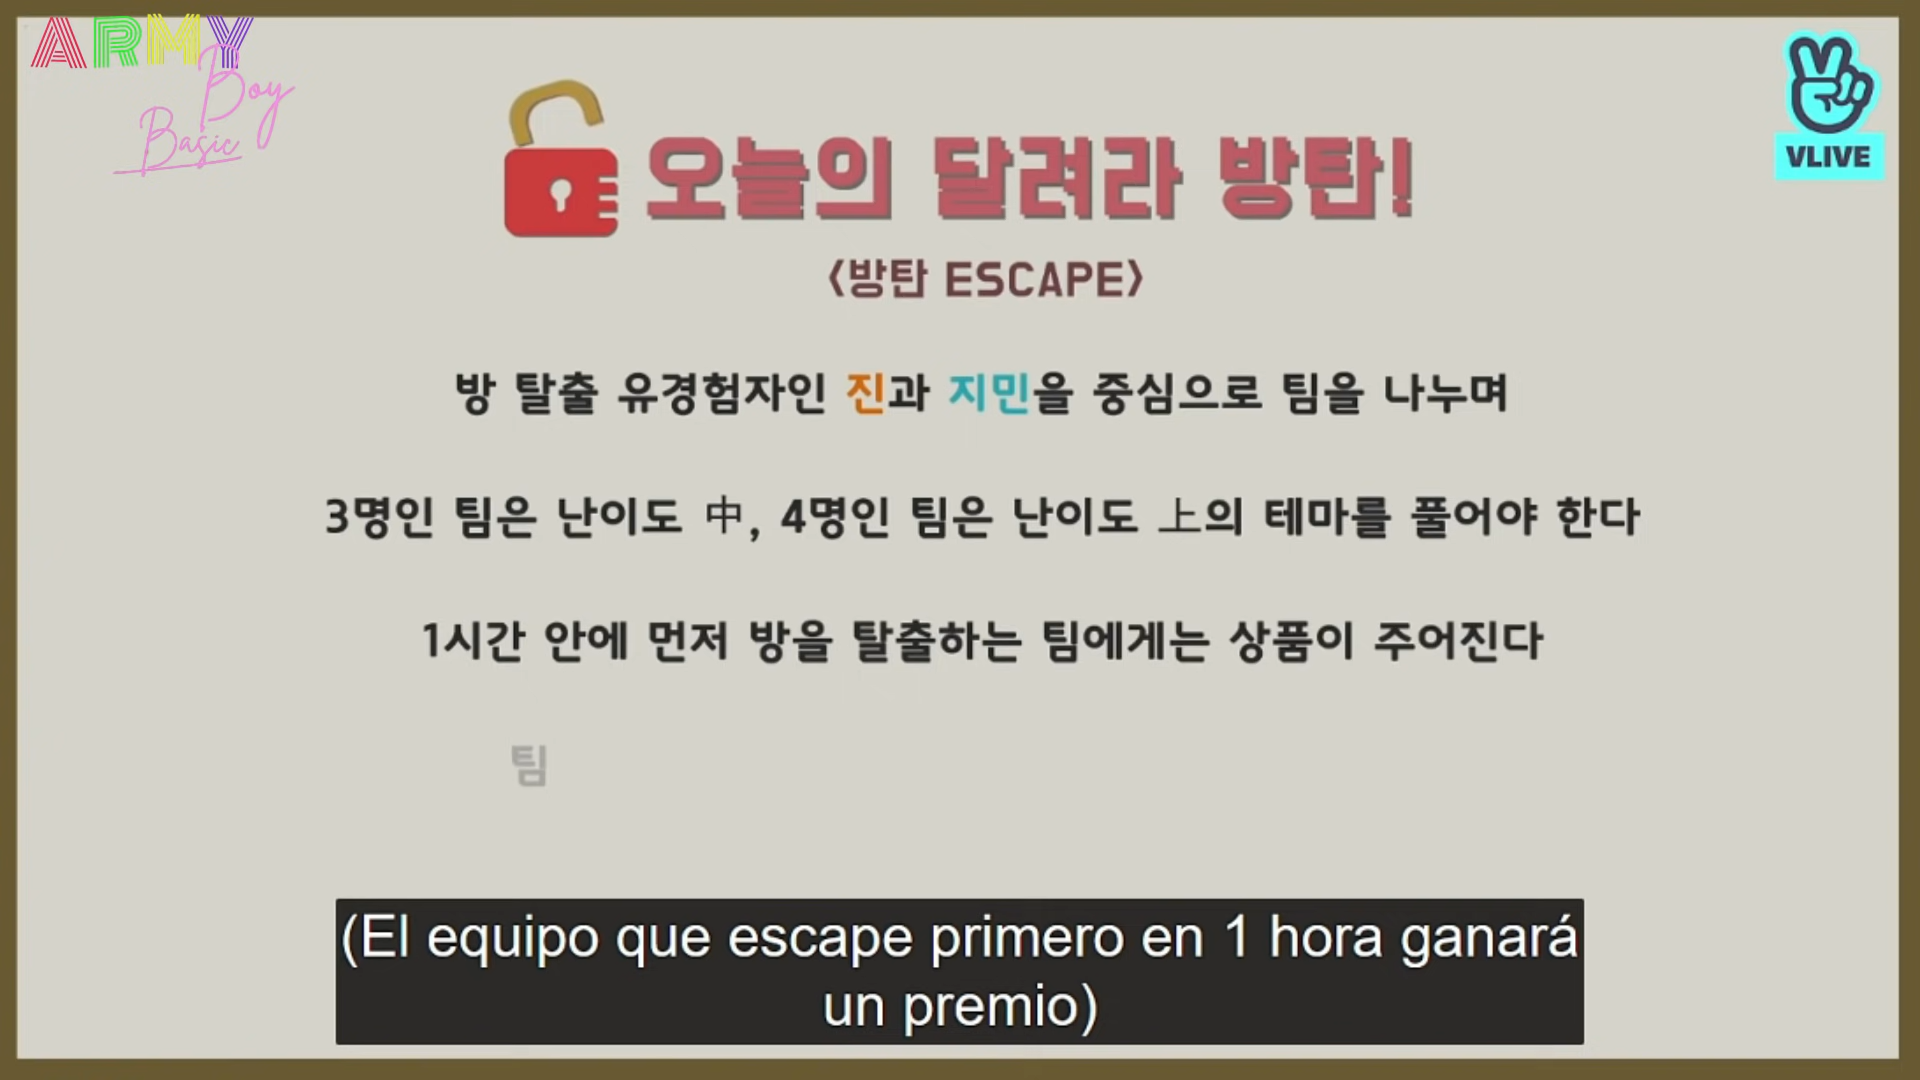 ARMY
Boy
Basic
VLIVE
오늘의 달려라 방탄!
<방탄 ESCAPE>
방 탈출 유경험자인 진과 지민을 중심으로 팀을 나누며
3명인 팀은 난이도 中, 4명인 팀은 난이도 上의 테마를 풀어야 한다
1시간 안에 먼저 방을 탈출하는 팀에게는 상품이 주어진다
팀
(El equipo que escape primero en 1 hora ganará
un premio)